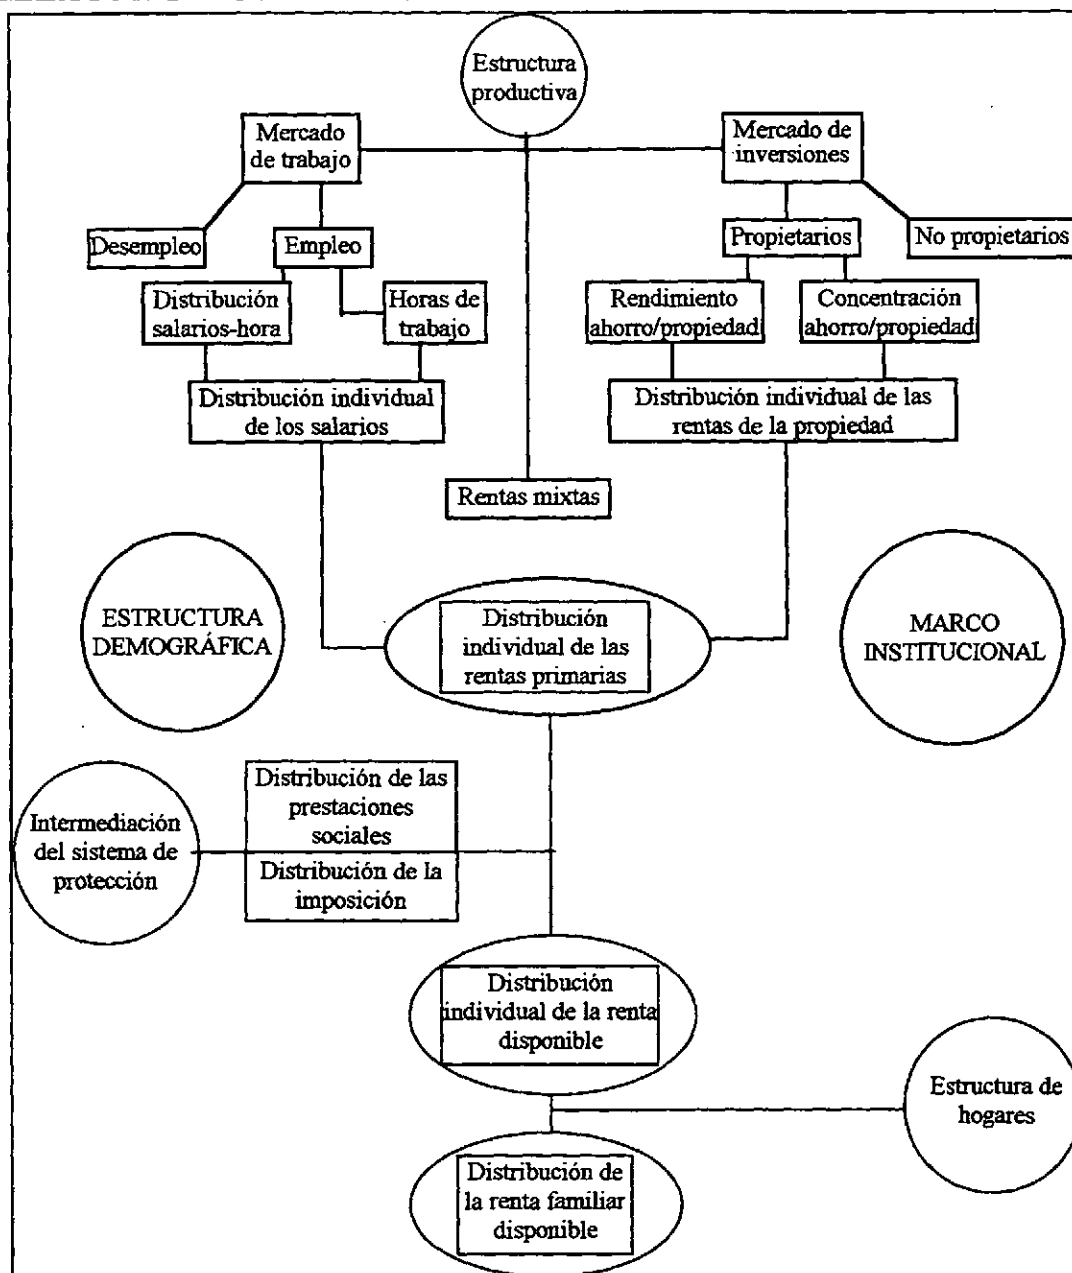 Estructura
productiva
Mercado
de trabajo
Mercado de
inversiones
Desempleo
Empleo
Propietarios
No propietarios
Distribución
salarios-hora
Horas de
trabajo
Rendimiento
ahorro/propiedad
Concentración
ahorro/propiedad
Distribución individual
de los salarios
Distribución individual de las
rentas de la propiedad
Rentas mixtas
ESTRUCTURA
DEMOGRÁFICA
Distribución
individual de las
rentas primarias
MARCO
INSTITUCIONAL
Intermediación
del sistema de
protección
Distribución de las
prestaciones
sociales
Distribución de la
imposición
Distribución
individual de la renta
disponible
Estructura de
hogares
Distribución de
la renta familiar
disponible